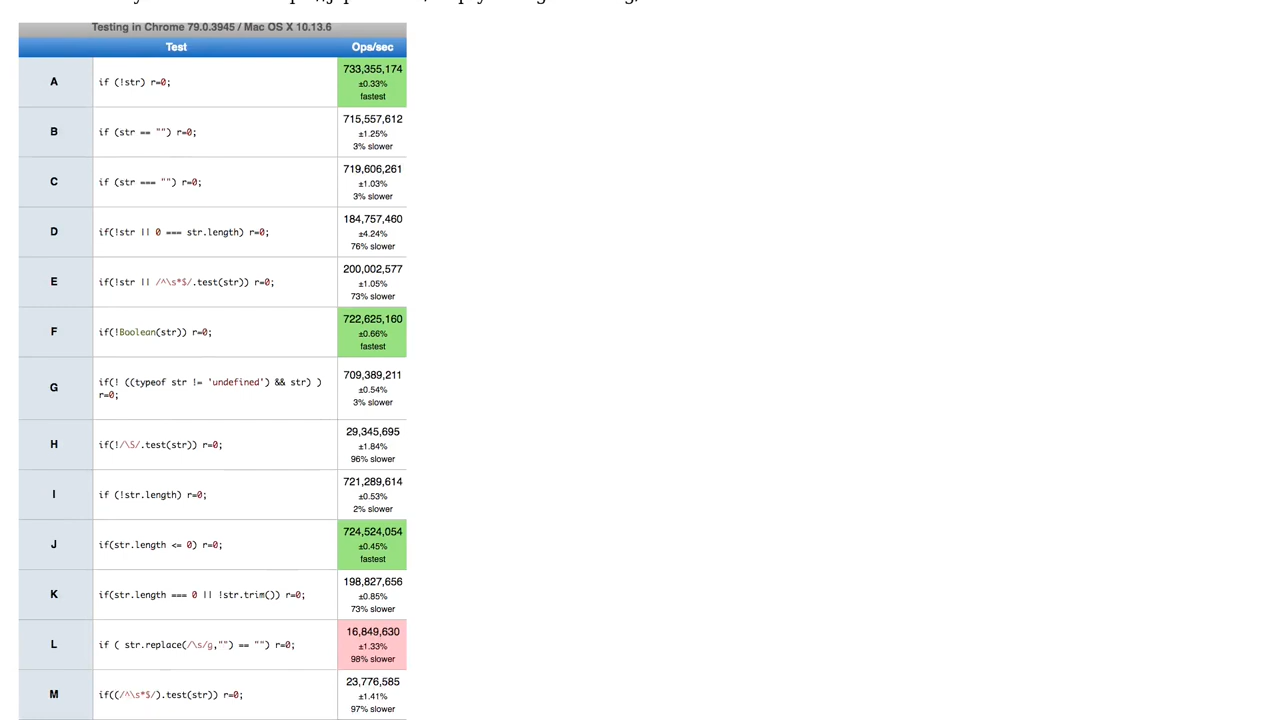 Testing in Chrome 79.0.3945 / Mac OS X 10.13.6
Test Ops/sec
A if (!str) r=0; 733,355,174
±0.33%
fastest
B if (str == "") r=0; 715,557,612
±1.25%
3% slower
C if (str === "") r=0; 719,606,261
±1.03%
3% slower
D if(!str || 0 === str.length) r=0; 184,757,460
±4.24%
76% slower
E if(!str || /^\s*$/.test(str)) r=0; 200,002,577
±1.05%
73% slower
F if(!Boolean(str)) r=0; 722,625,160
±0.66%
fastest
G if(! ((typeof str != 'undefined') && str) )
r=0;
709,389,211
±0.54%
3% slower
H if(!/\S/.test(str)) r=0; 29,345,695
±1.84%
96% slower
I if (!str.length) r=0; 721,289,614
±0.53%
2% slower
J if(str.length <= 0) r=0; 724,524,054
±0.45%
fastest
K if(str.length === 0 || !str.trim()) r=0; 198,827,656
±0.85%
73% slower
L if ( str.replace(/\s/g,"") == "") r=0; 16,849,630
±1.33%
98% slower
M if((/^\s*$/).test(str)) r=0; 23,776,585
±1.41%
97% slower